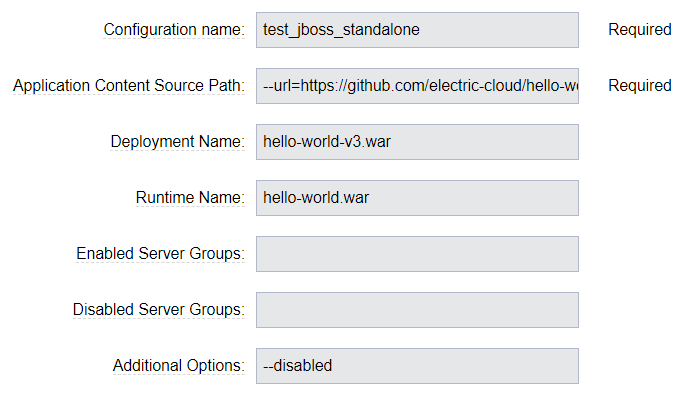 Configuration name: test_jboss_standalone Required
Application Content Source Path: --url=https://github.com/electric-cloud/hello-w Required
Deployment Name: hello-world-v3.war
Runtime Name: hello-world.war
Enabled Server Groups:
Disabled Server Groups:
Additional Options: --disabled